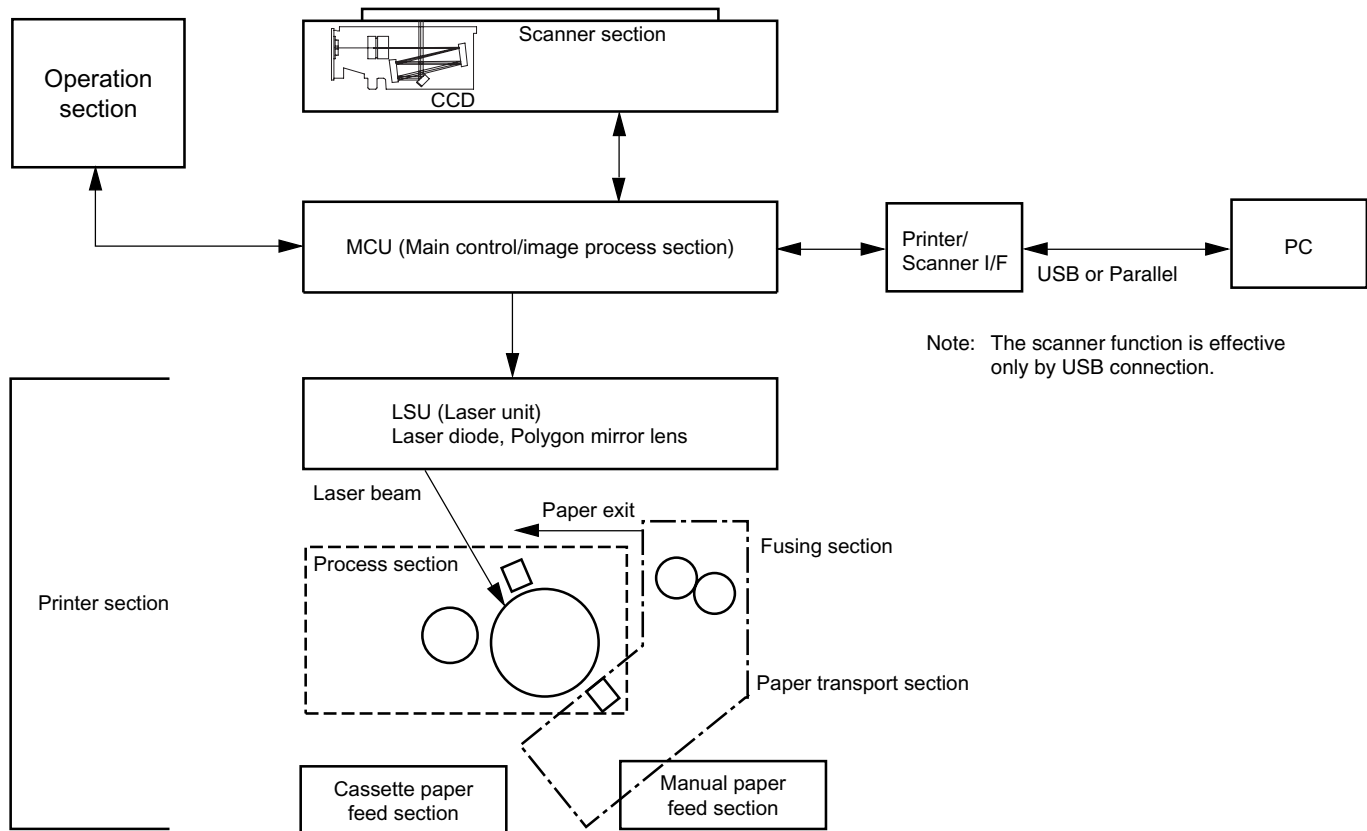 Operation
section
Scanner section
CCD
MCU (Main control/image process section)
Printer/
Scanner I/F
USB or Parallel
PC
Note: The scanner function is effective
only by USB connection.
LSU (Laser unit)
Laser diode, Polygon mirror lens
Laser beam
Paper exit
Process section
Fusing section
Printer section
Paper transport section
Cassette paper
feed section
Manual paper
feed section